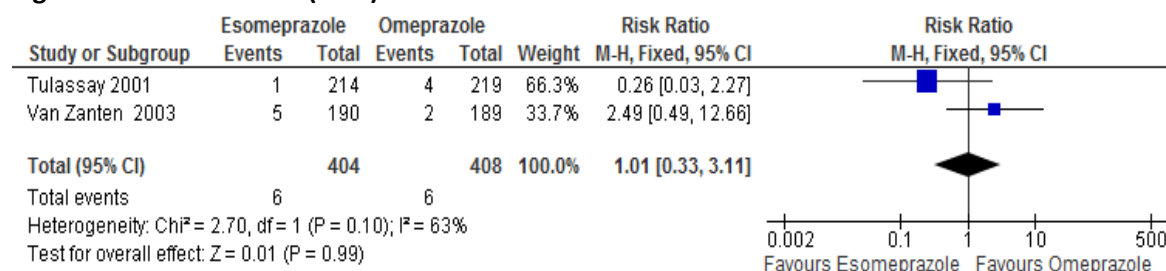 Esomeprazole Omeprazole Risk Ratio Risk Ratio
Study or Subgroup Events Total Events Total Weight M-H, Fixed, 95% CI M-H, Fixed, 95% CI
Tulassay 2001 1 214 4 219 66.3% 0.26 [0.03, 2.27]
Van Zanten 2003 5 190 2 189 33.7% 2.49 [0.49, 12.66]
Total (95% CI) 404 408 100.0% 1.01 [0.33, 3.11]
Total events 6 6
Heterogeneity: Chi² = 2.70, df = 1 (P = 0.10); I² = 63%
Test for overall effect: Z = 0.01 (P = 0.99)
0.002 0.1 1 10 500
Favours Esomeprazole Favours Omeprazole